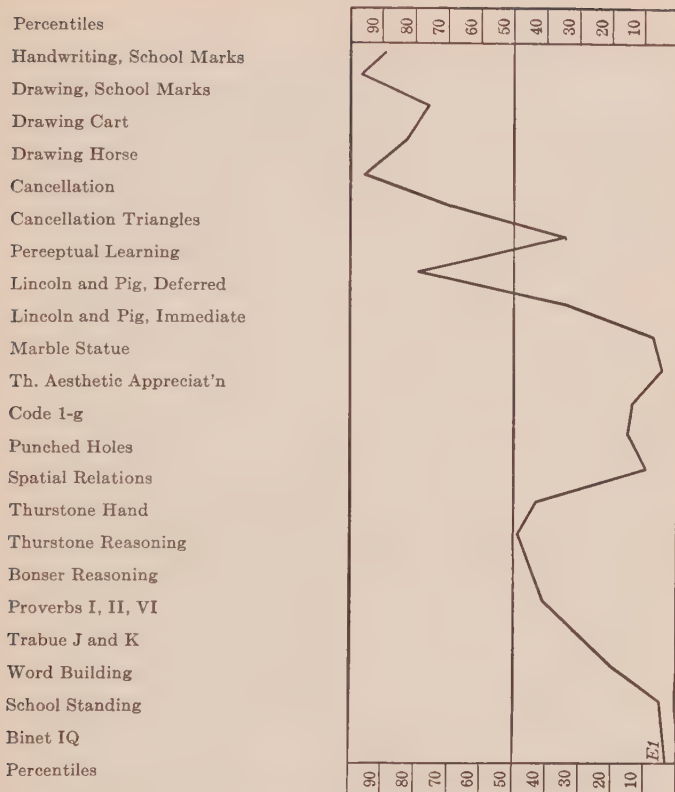 Percentiles 90 80 70 60 50 40 30 20 10
Handwriting, School Marks
Drawing, School Marks
Drawing Cart
Drawing Horse
Cancellation
Cancellation Triangles
Perceptual Learning
Lincoln and Pig, Deferred
Lincoln and Pig, Immediate
Marble Statue
Th. Aesthetic Appreciat'n
Code 1-g
Punched Holes
Spatial Relations
Thurstone Hand
Thurstone Reasoning
Bonser Reasoning
Proverbs I, II, VI
Trabue J and K
Word Building
School Standing
Binet IQ
E1
Percentiles 90 80 70 60 50 40 30 20 10